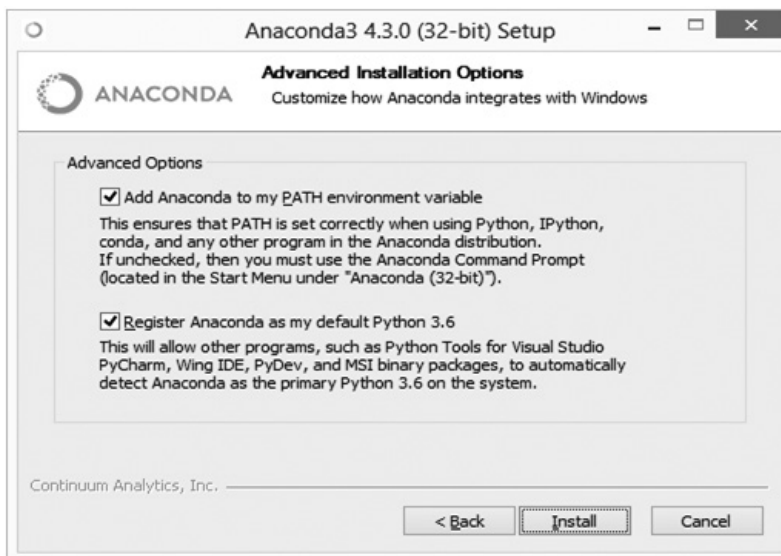 Anaconda3 4.3.0 (32-bit) Setup
ANACONDA
Advanced Installation Options
Customize how Anaconda integrates with Windows
Advanced Options
Add Anaconda to my PATH environment variable
This ensures that PATH is set correctly when using Python, IPython,
conda, and any other program in the Anaconda distribution.
If unchecked, then you must use the Anaconda Command Prompt
(located in the Start Menu under "Anaconda (32-bit)").
Register Anaconda as my default Python 3.6
This will allow other programs, such as Python Tools for Visual Studio
PyCharm, Wing IDE, PyDev, and MSI binary packages, to automatically
detect Anaconda as the primary Python 3.6 on the system.
Continuum Analytics, Inc.
< Back
Install
Cancel